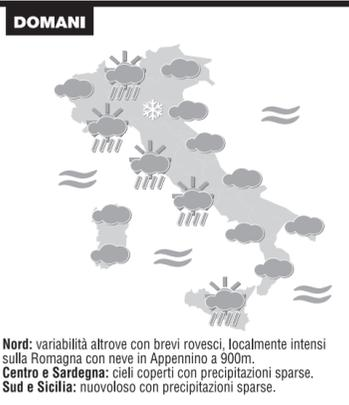 DOMANI
Nord: variabilità altrove con brevi rovesci, localmente intensi
sulla Romagna con neve in Appennino a 900m.
Centro e Sardegna: cieli coperti con precipitazioni sparse.
Sud e Sicilia: nuovoloso con precipitazioni sparse.